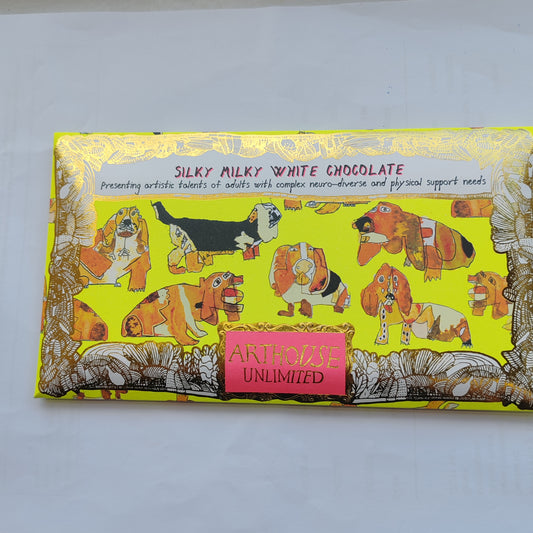 SILKY MILKY WHITE CHOCOLATE
Presenting artistic talents of adults with complex neuro-diverse and physical support needs
ARTHOUSE
UNLIMITED